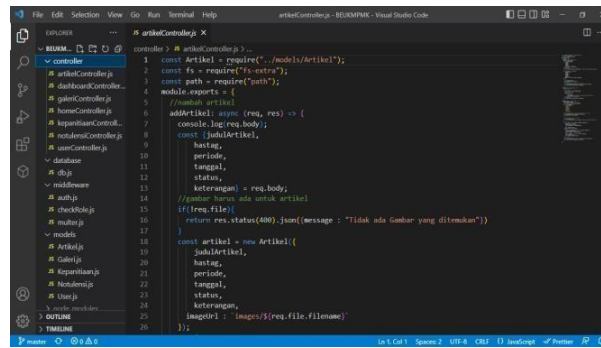 File Edit Selection View Go Run Terminal Help
artikelController.js - BEUKMPMK - Visual Studio Code
EXPLORER
BEUKM...
controller
artikelController.js
dashboardController...
galeriController.js
homeController.js
kepanitiaanControll...
notulensiController.js
userController.js
database
db.js
middleware
auth.js
checkRole.js
multer.js
models
Artikel.js
Galeri.js
Kepanitiaan.js
Notulensi.js
User.js
node_modules
OUTLINE
TIMELINE
JS artikelController.js ×
controller > JS artikelController.js > ...
1 const Artikel = require("../models/Artikel");
2 const fs = require("fs-extra");
3 const path = require("path");
4 module.exports = {
5 //nambah artikel
6 addArtikel: async (req, res) => {
7 console.log(req.body);
8 const {judulArtikel,
9 hastag,
10 periode,
11 tanggal,
12 status,
13 keterangan} = req.body;
14 //gambar harus ada untuk artikel
15 if(!req.file){
16 return res.status(400).json({message : "Tidak ada Gambar yang ditemukan"})
17 }
18 const artikel = new Artikel({
19 judulArtikel,
20 hastag,
21 periode,
22 tanggal,
23 status,
24 keterangan,
25 imageUrl : `images/${req.file.filename}`
26 });
master 0 0 Ln 1, Col 1 Spaces: 2 UTF-8 CRLF {} JavaScript Prettier